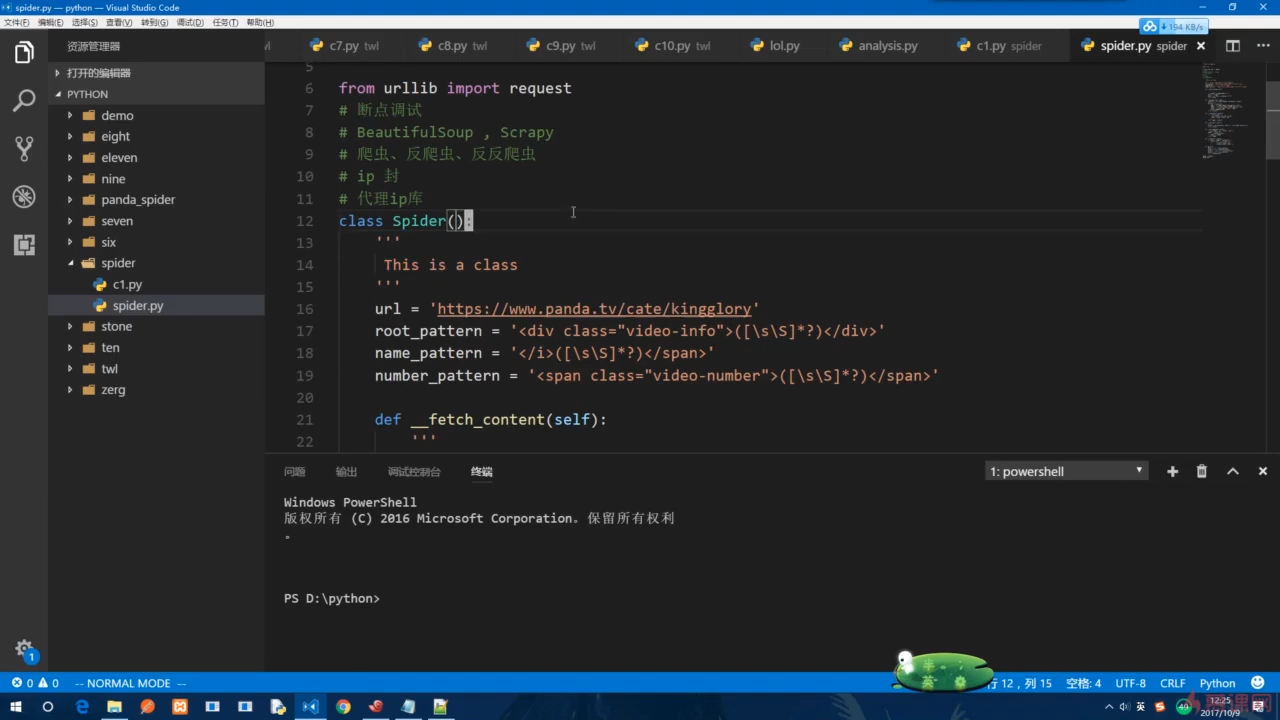 spider.py — python — Visual Studio Code
文件(F) 编辑(E) 选择(S) 查看(V) 转到(G) 调试(D) 任务(T) 帮助(H)
194 KB/s
资源管理器
c7.py twl
c8.py twl
c9.py twl
c10.py twl
lol.py
analysis.py
c1.py spider
spider.py spider
打开的编辑器
PYTHON
demo
eight
eleven
nine
panda_spider
seven
six
spider
c1.py
spider.py
stone
ten
twl
zerg
5
6 from urllib import request
7 # 断点调试
8 # BeautifulSoup , Scrapy
9 # 爬虫、反爬虫、反反爬虫
10 # ip 封
11 # 代理ip库
12 class Spider():
13 '''
14 This is a class
15 '''
16 url = 'https://www.panda.tv/cate/kingglory'
17 root_pattern = '<div class="video-info">([\s\S]*?)</div>'
18 name_pattern = '</i>([\s\S]*?)</span>'
19 number_pattern = '<span class="video-number">([\s\S]*?)</span>'
20
21 def __fetch_content(self):
22 '''
问题 输出 调试控制台 终端
1: powershell
Windows PowerShell
版权所有 (C) 2016 Microsoft Corporation。保留所有权利
。
PS D:\python>
0 0 -- NORMAL MODE --
行 12，列 15 空格: 4 UTF-8 CRLF Python
半
英
1
英
49
12:25
2017/10/9
慕课网